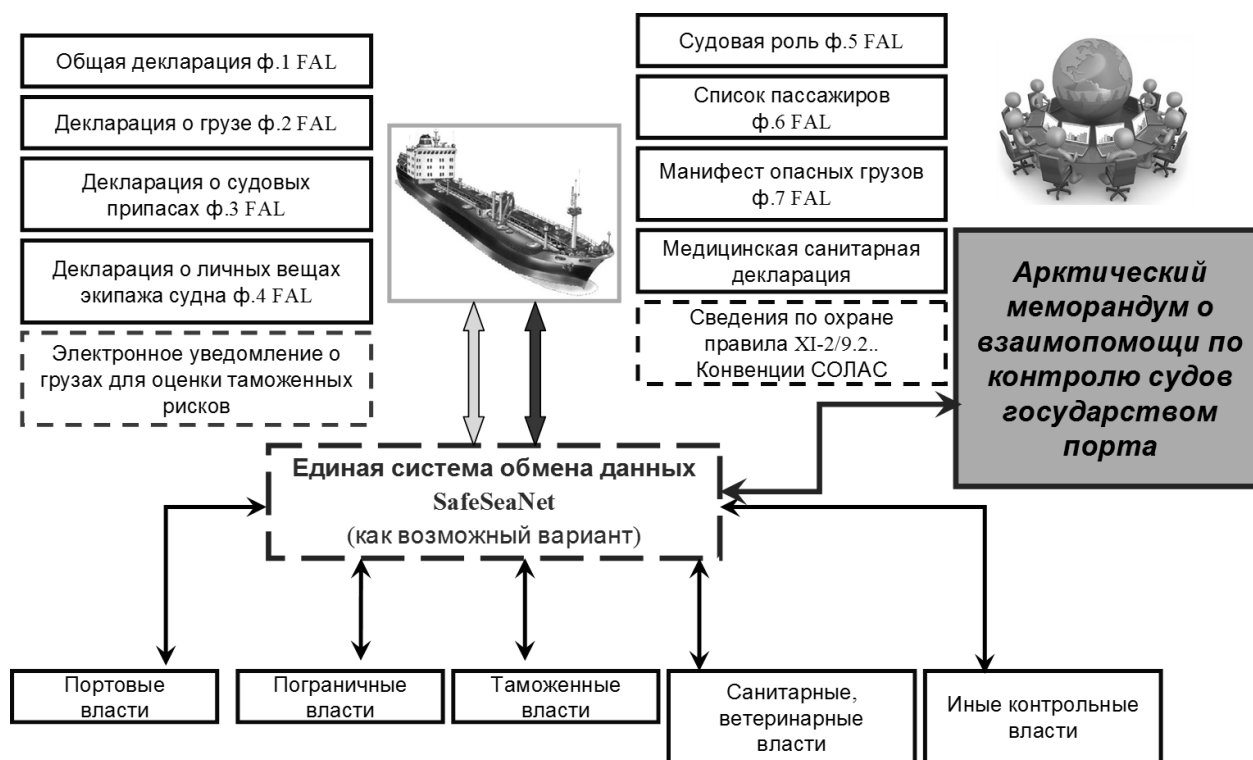 Общая декларация ф.1 FAL
Декларация о грузе ф.2 FAL
Декларация о судовых
припасах ф.3 FAL
Декларация о личных вещах
экипажа судна ф.4 FAL
Электронное уведомление о
грузах для оценки таможенных
рисков
Судовая роль ф.5 FAL
Список пассажиров
ф.6 FAL
Манифест опасных грузов
ф.7 FAL
Медицинская санитарная
декларация
Сведения по охране
правила XI-2/9.2..
Конвенции СОЛАС
Арктический
меморандум о
взаимопомощи по
контролю судов
государством
порта
Единая система обмена данных
SafeSeaNet
(как возможный вариант)
Портовые
власти
Пограничные
власти
Таможенные
власти
Санитарные,
ветеринарные
власти
Иные контрольные
власти